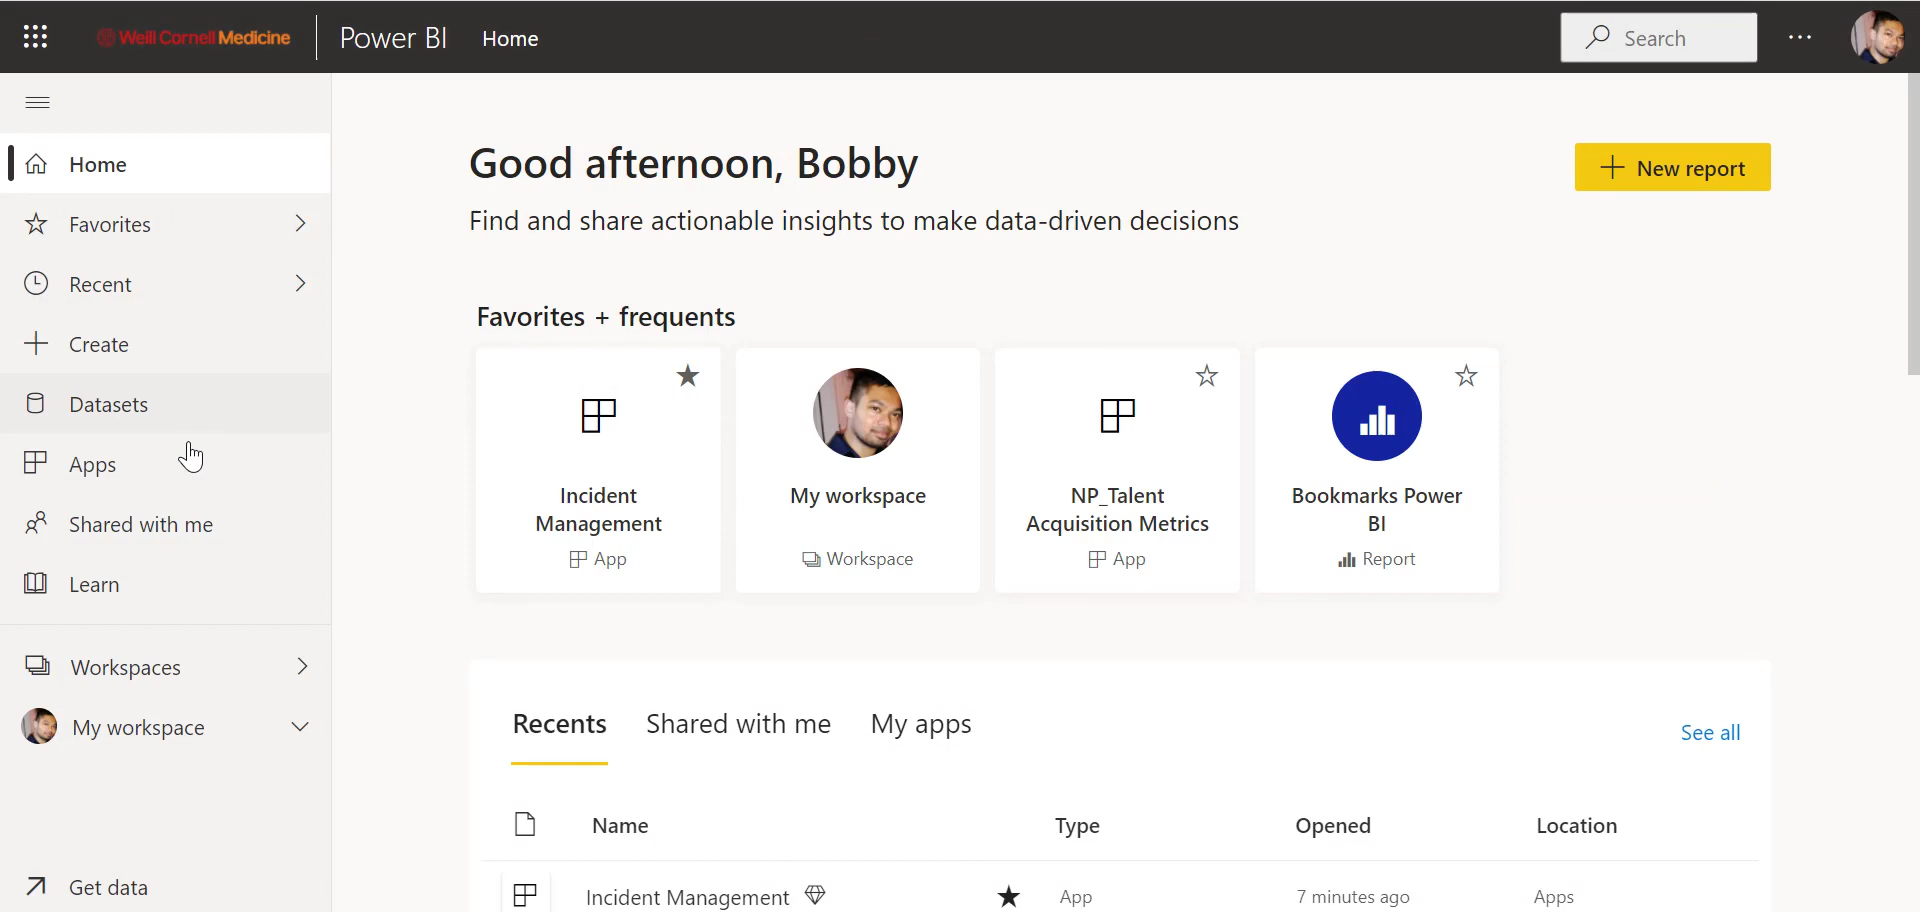 Weill Cornell Medicine
Power BI
Home
Search
Home
Favorites
Recent
Create
Datasets
Apps
Shared with me
Learn
Workspaces
My workspace
Get data
Good afternoon, Bobby
New report
Find and share actionable insights to make data-driven decisions
Favorites + frequents
Incident
Management
App
My workspace
Workspace
NP_Talent
Acquisition Metrics
App
Bookmarks Power
BI
Report
Recents
Shared with me
My apps
See all
Name
Type
Opened
Location
Incident Management
App
7 minutes ago
Apps